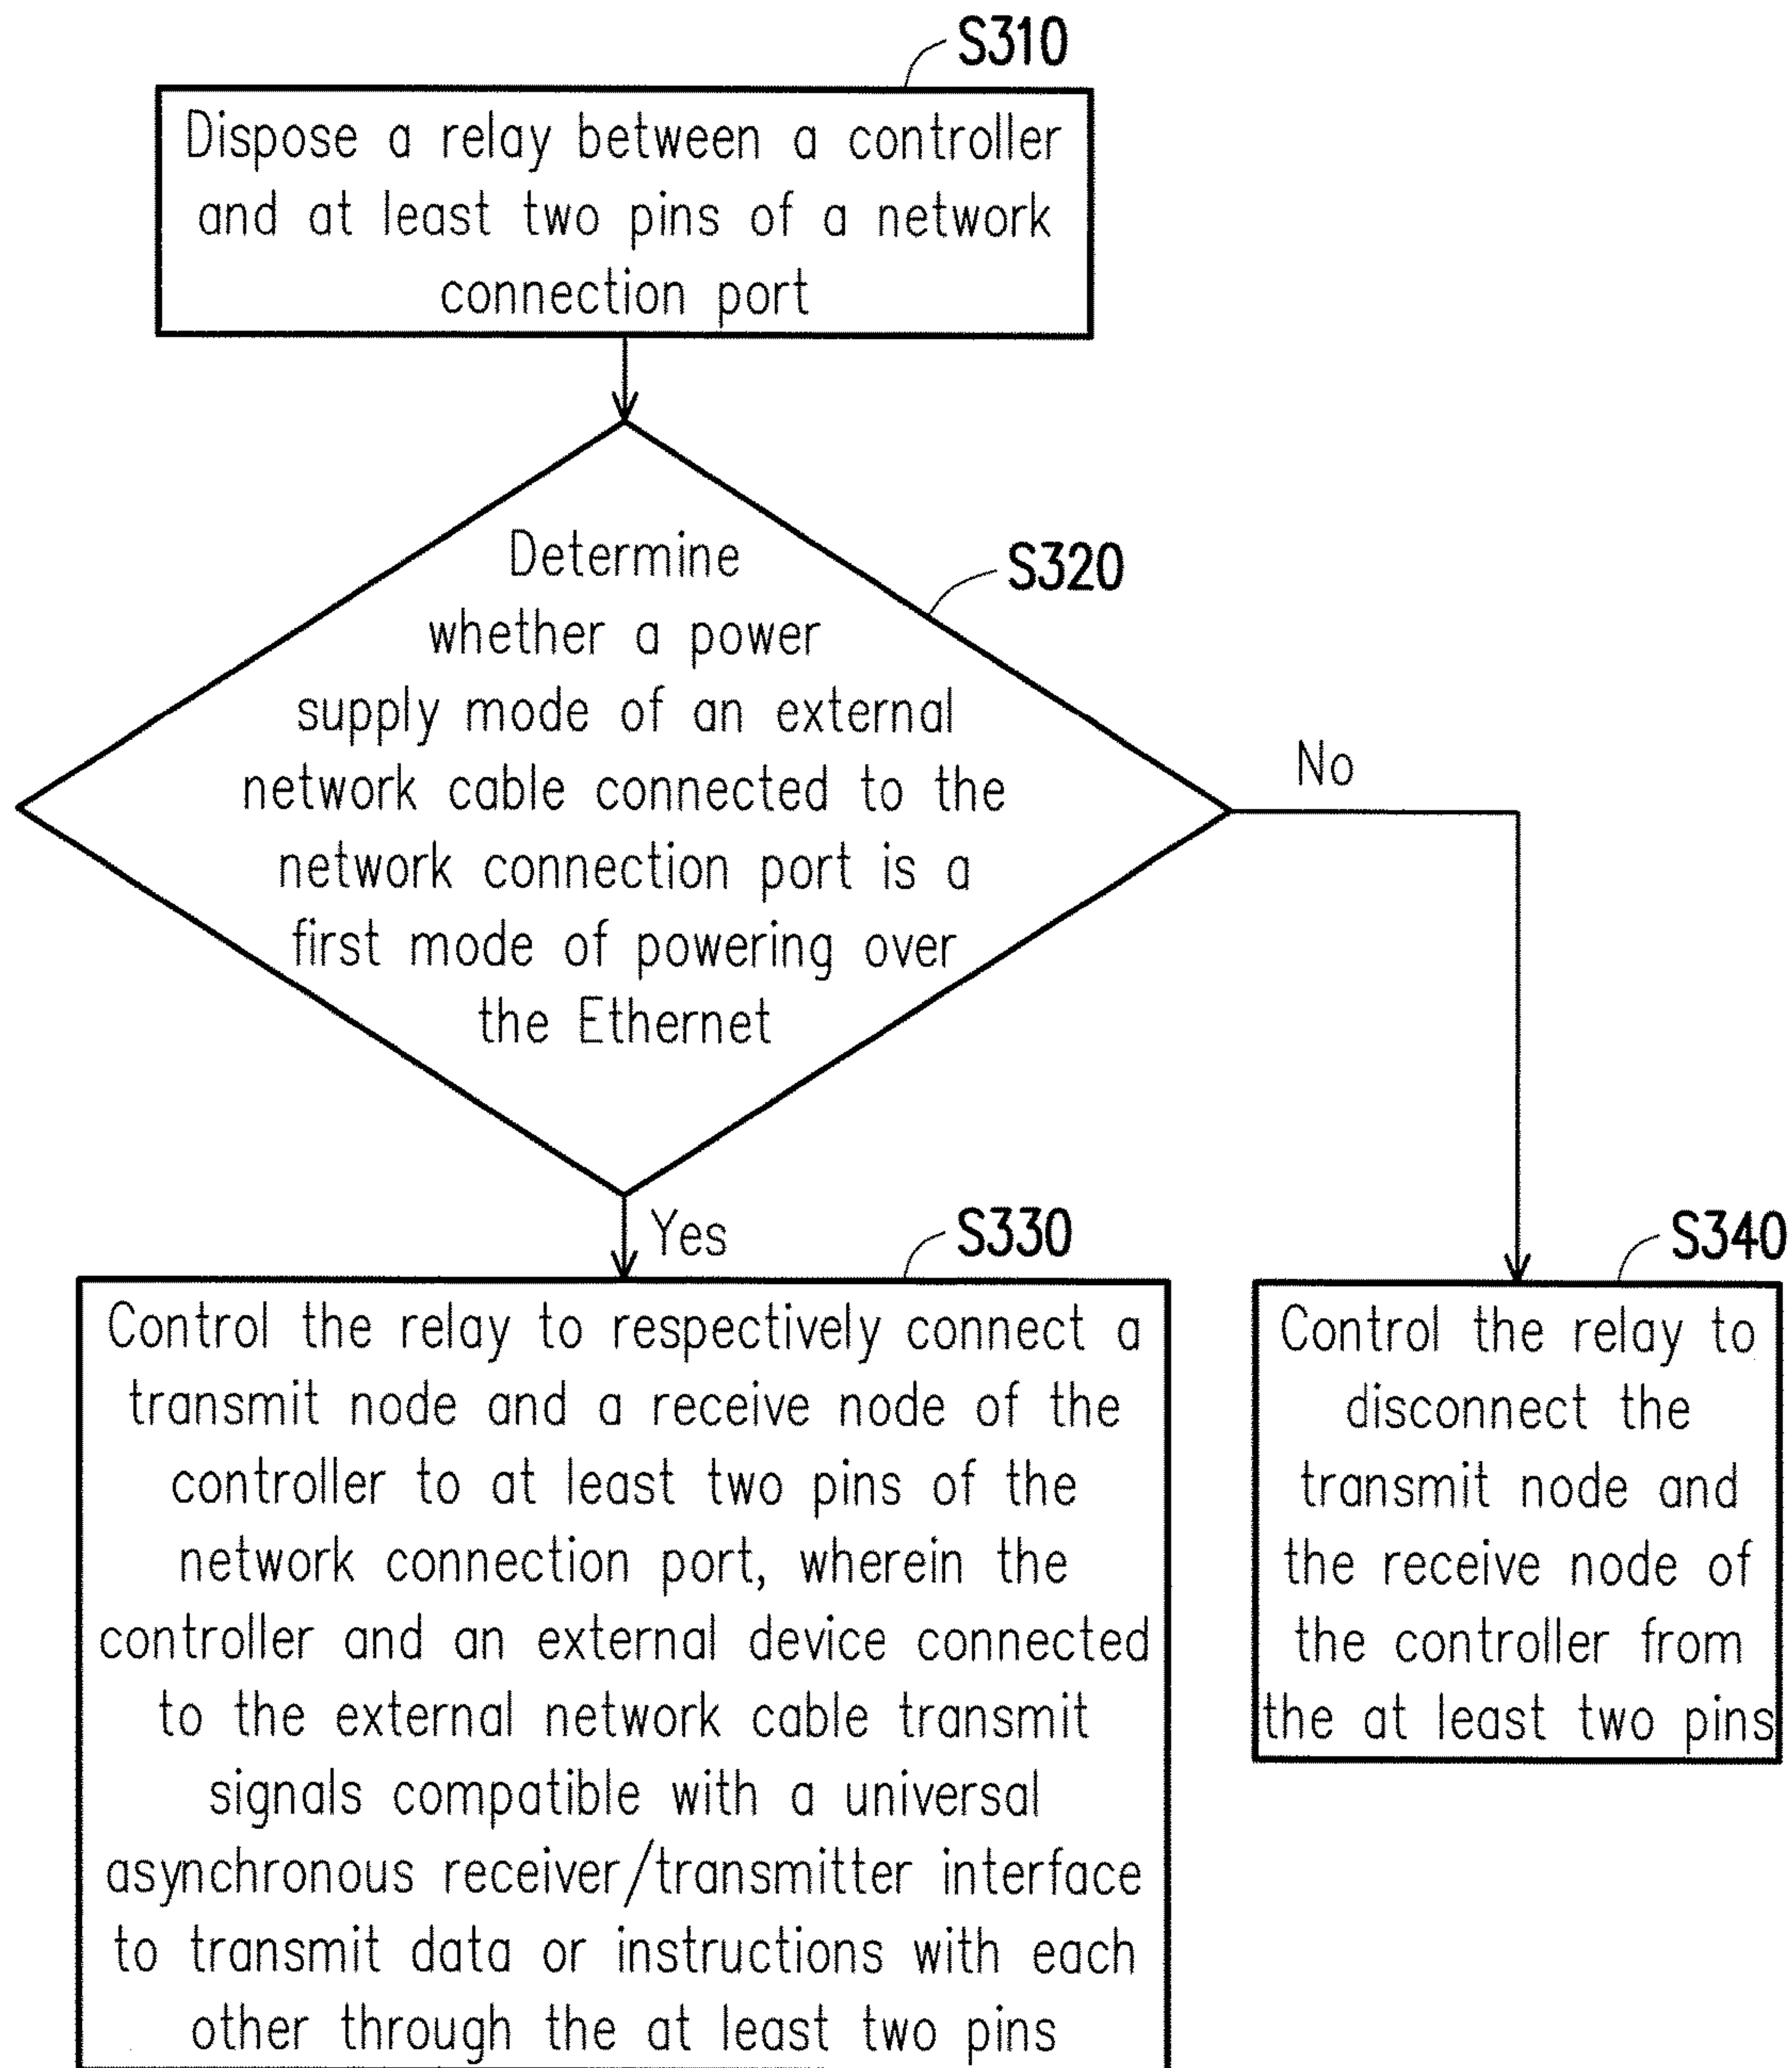 S310
Dispose a relay between a controller
and at least two pins of a network
connection port
Determine
whether a power
supply mode of an external
network cable connected to the
network connection port is a
first mode of powering over
the Ethernet
S320
No
Yes
S330
Control the relay to respectively connect a
transmit node and a receive node of the
controller to at least two pins of the
network connection port, wherein the
controller and an external device connected
to the external network cable transmit
signals compatible with a universal
asynchronous receiver/transmitter interface
to transmit data or instructions with each
other through the at least two pins
S340
Control the relay to
disconnect the
transmit node and
the receive node of
the controller from
the at least two pins